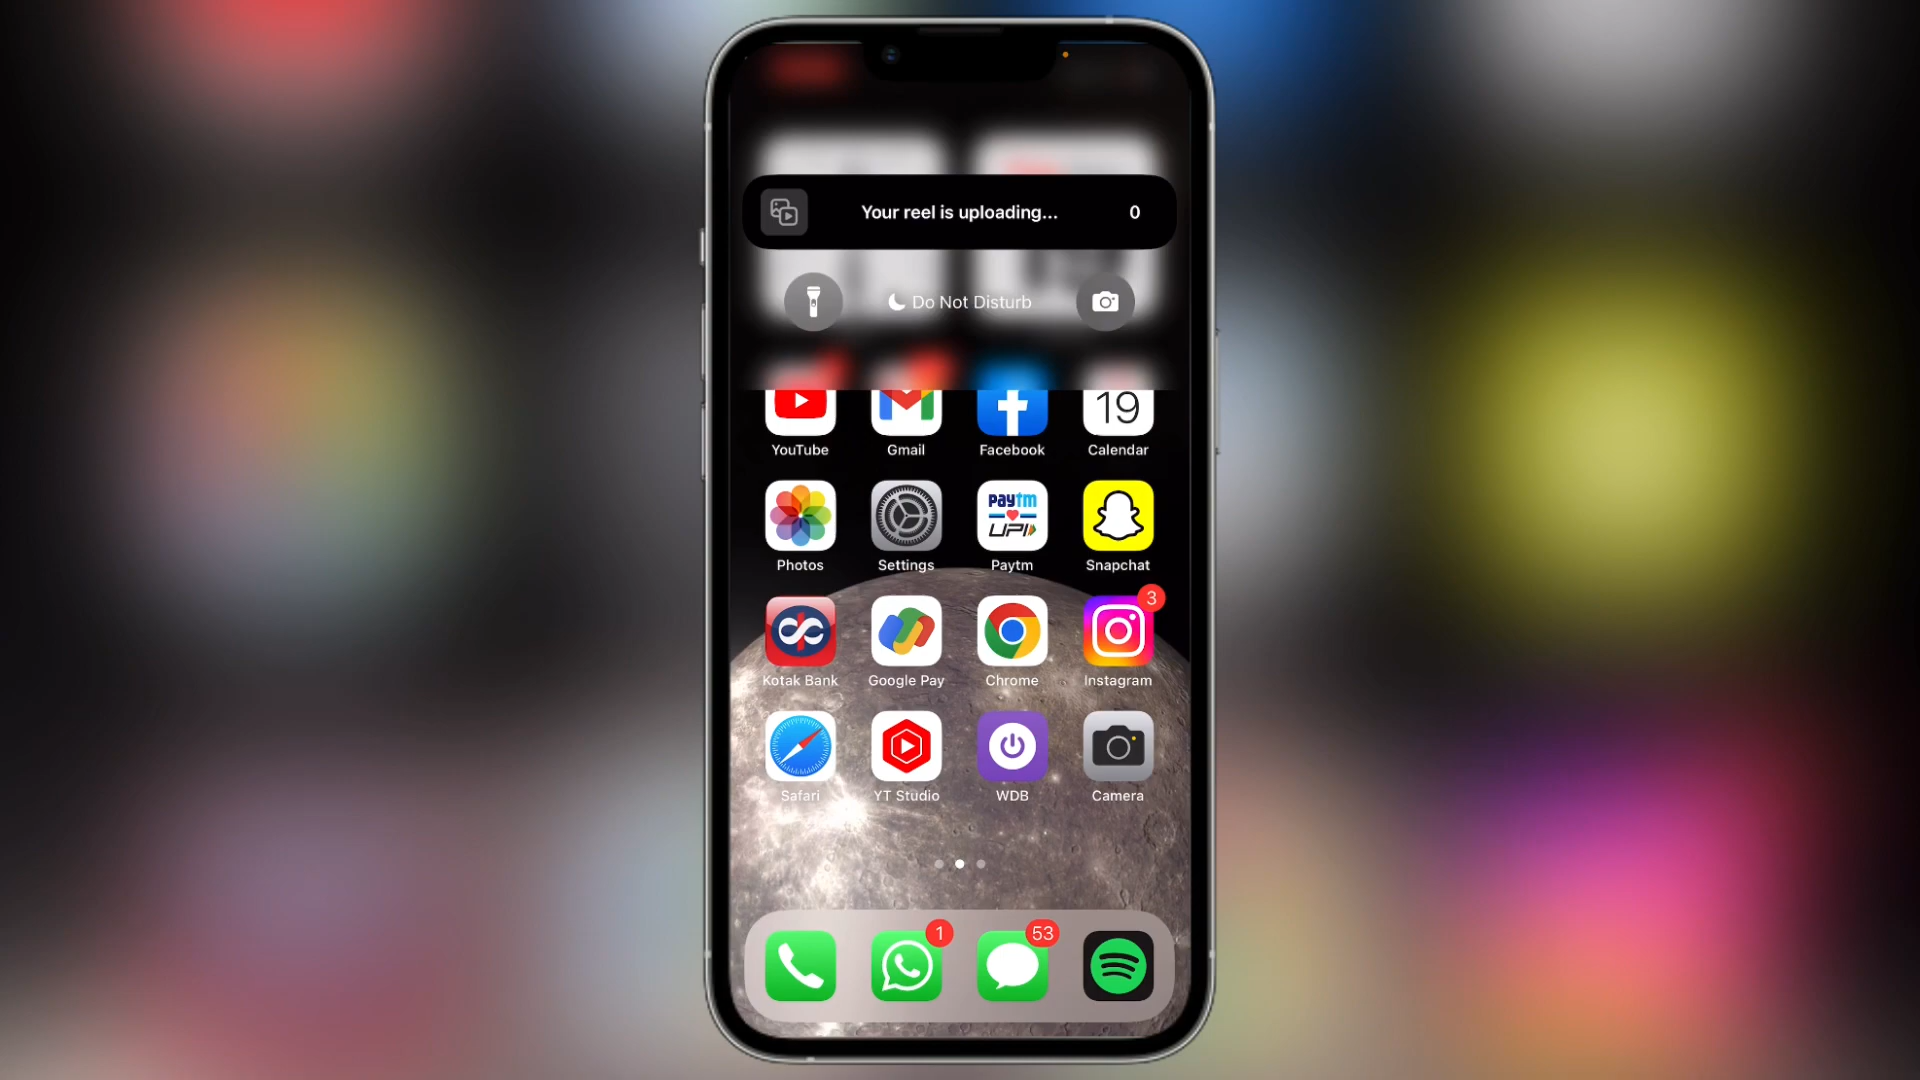 Your reel is uploading... 0
Do Not Disturb
19
YouTube Gmail Facebook Calendar
paytm
UPI
Photos Settings Paytm Snapchat
3
Kotak Bank Google Pay Chrome Instagram
Safari YT Studio WDB Camera
1 53